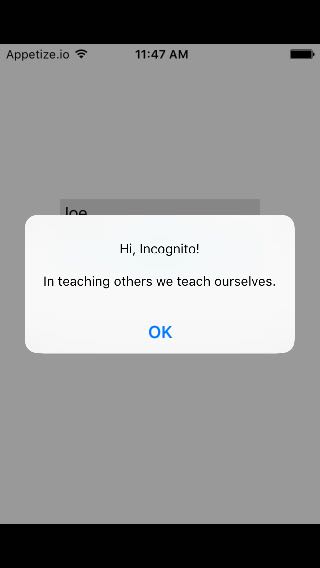 Appetize.io 11:47 AM
Joe
Hi, Incognito!
In teaching others we teach ourselves.
OK